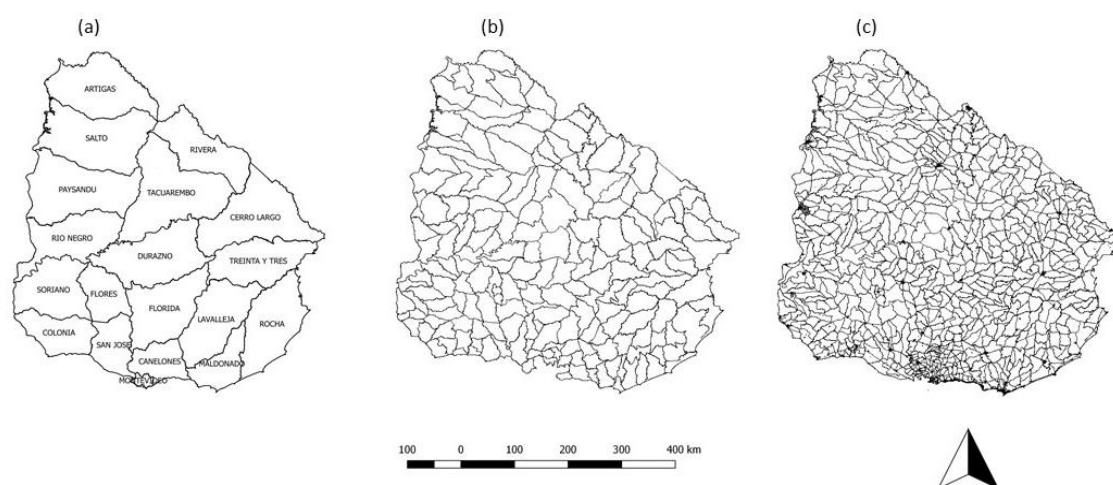 (a)
(b)
(c)
ARTIGAS
SALTO
RIVERA
PAYSANDU
TACUAREMBO
CERRO LARGO
RIO NEGRO
DURAZNO
TREINTA Y TRES
SORIANO
FLORES
FLORIDA
LAVALLEJA
ROCHA
COLONIA
SAN JOSE
CANELONES
MALDONADO
MONTEVIDEO
100 0 100 200 300 400 km